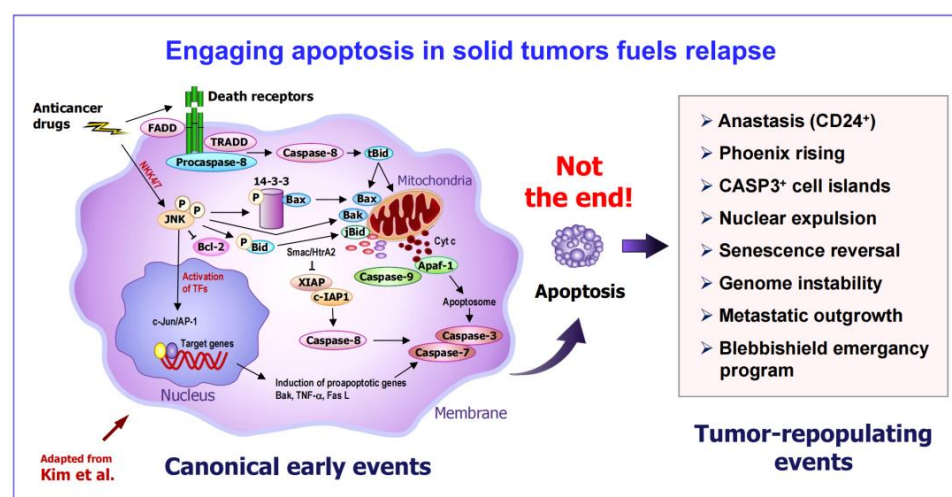 Engaging apoptosis in solid tumors fuels relapse
Anticancer
drugs
Death receptors
FADD
TRADD
Procaspase-8
Caspase-8
tBid
NKK4/7
14-3-3
Mitochondria
P
Bax
Bax
P
P
JNK
Bak
jBid
Bcl-2
P
Bid
Cyt c
Smac/HtrA2
Apaf-1
Caspase-9
XIAP
c-IAP1
Activation
of TFs
Apoptosome
c-Jun/AP-1
Caspase-3
Target genes
Caspase-8
Caspase-7
Induction of proapoptotic genes
Bak, TNF-α, Fas L
Nucleus
Membrane
Adapted from
Kim et al.
Canonical early events
Not
the end!
Apoptosis
➢ Anastasis (CD24⁺)
➢ Phoenix rising
➢ CASP3⁺ cell islands
➢ Nuclear expulsion
➢ Senescence reversal
➢ Genome instability
➢ Metastatic outgrowth
➢ Blebbishield emergancy
program
Tumor-repopulating
events